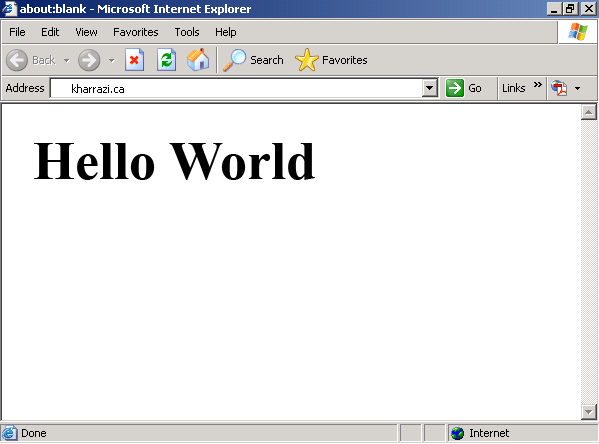 about:blank - Microsoft Internet Explorer
File Edit View Favorites Tools Help
Back Search Favorites
Address kharrazi.ca Go Links »
Hello World
Done Internet